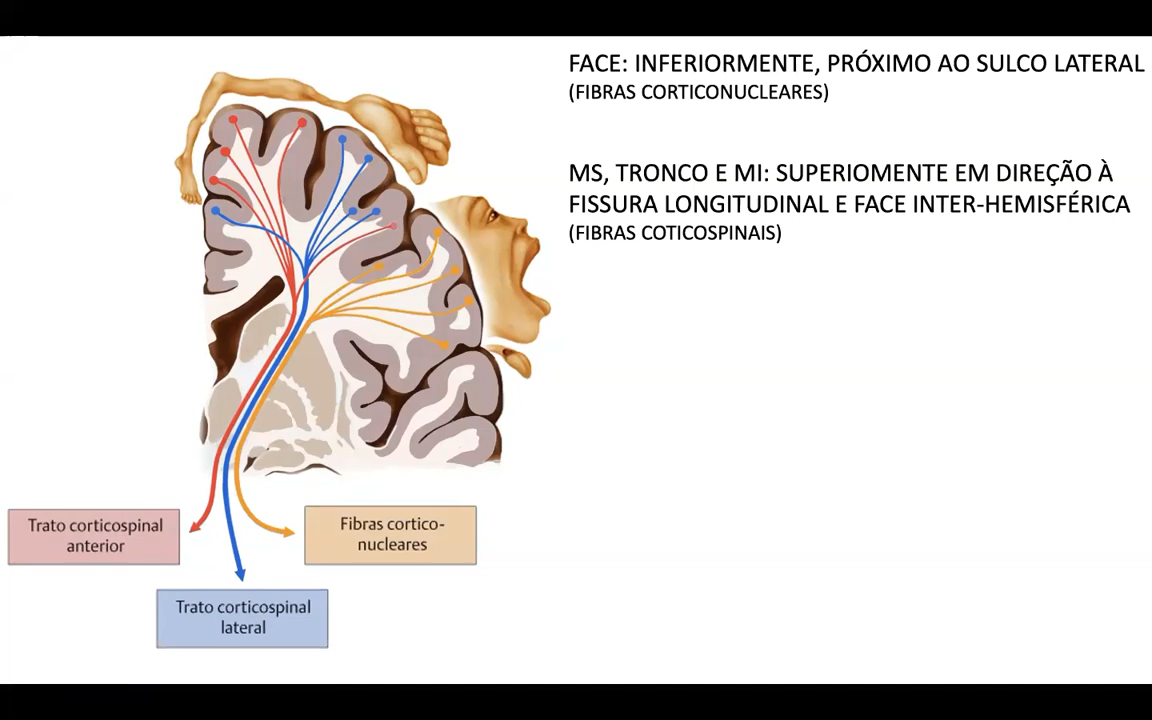 FACE: INFERIORMENTE, PRÓXIMO AO SULCO LATERAL
(FIBRAS CORTICONUCLEARES)
MS, TRONCO E MI: SUPERIOMENTE EM DIREÇÃO À
FISSURA LONGITUDINAL E FACE INTER-HEMISFÉRICA
(FIBRAS COTICOSPINAIS)
Trato corticospinal
anterior
Fibras cortico-
nucleares
Trato corticospinal
lateral